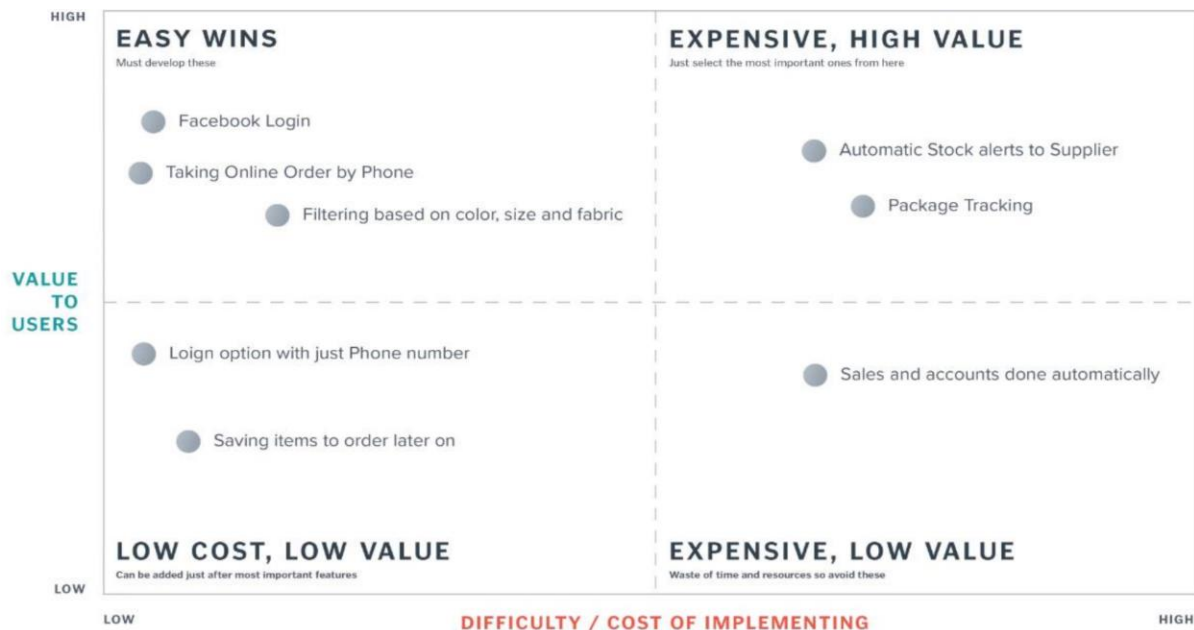 HIGH
EASY WINS
Must develop these
EXPENSIVE, HIGH VALUE
Just select the most important ones from here
Facebook Login
Taking Online Order by Phone
Filtering based on color, size and fabric
Automatic Stock alerts to Supplier
Package Tracking
VALUE
TO
USERS
Loign option with just Phone number
Saving items to order later on
Sales and accounts done automatically
LOW COST, LOW VALUE
Can be added just after most important features
EXPENSIVE, LOW VALUE
Waste of time and resources so avoid these
LOW
LOW
DIFFICULTY / COST OF IMPLEMENTING
HIGH